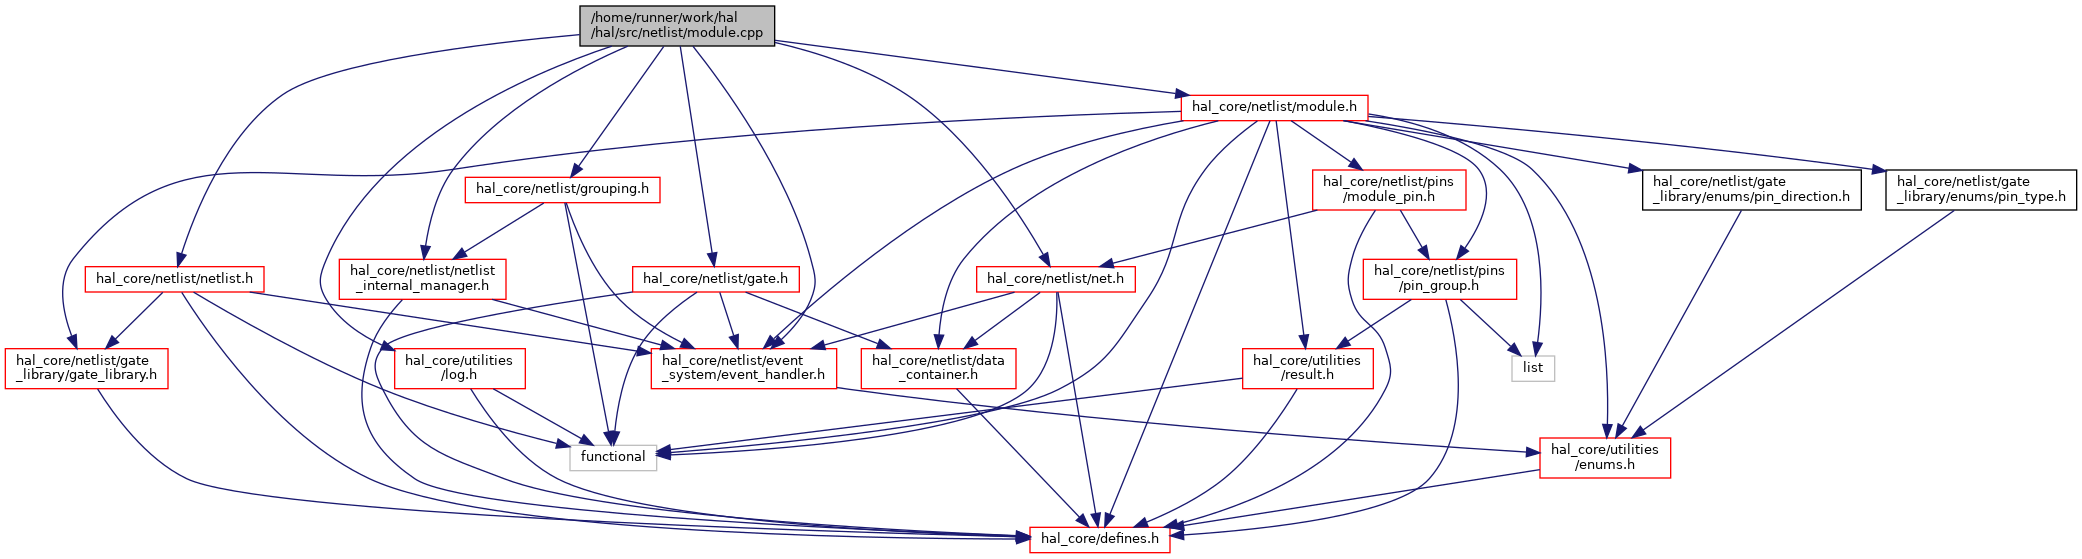 /home/runner/work/hal
/hal/src/netlist/module.cpp
hal_core/netlist/module.h
hal_core/netlist/grouping.h
hal_core/netlist/pins
/module_pin.h
hal_core/netlist/gate
_library/enums/pin_direction.h
hal_core/netlist/gate
_library/enums/pin_type.h
hal_core/netlist/netlist.h
hal_core/netlist/netlist
_internal_manager.h
hal_core/netlist/gate.h
hal_core/netlist/net.h
hal_core/netlist/pins
/pin_group.h
hal_core/netlist/gate
_library/gate_library.h
hal_core/utilities
/log.h
hal_core/netlist/event
_system/event_handler.h
hal_core/netlist/data
_container.h
hal_core/utilities
/result.h
list
functional
hal_core/utilities
/enums.h
hal_core/defines.h